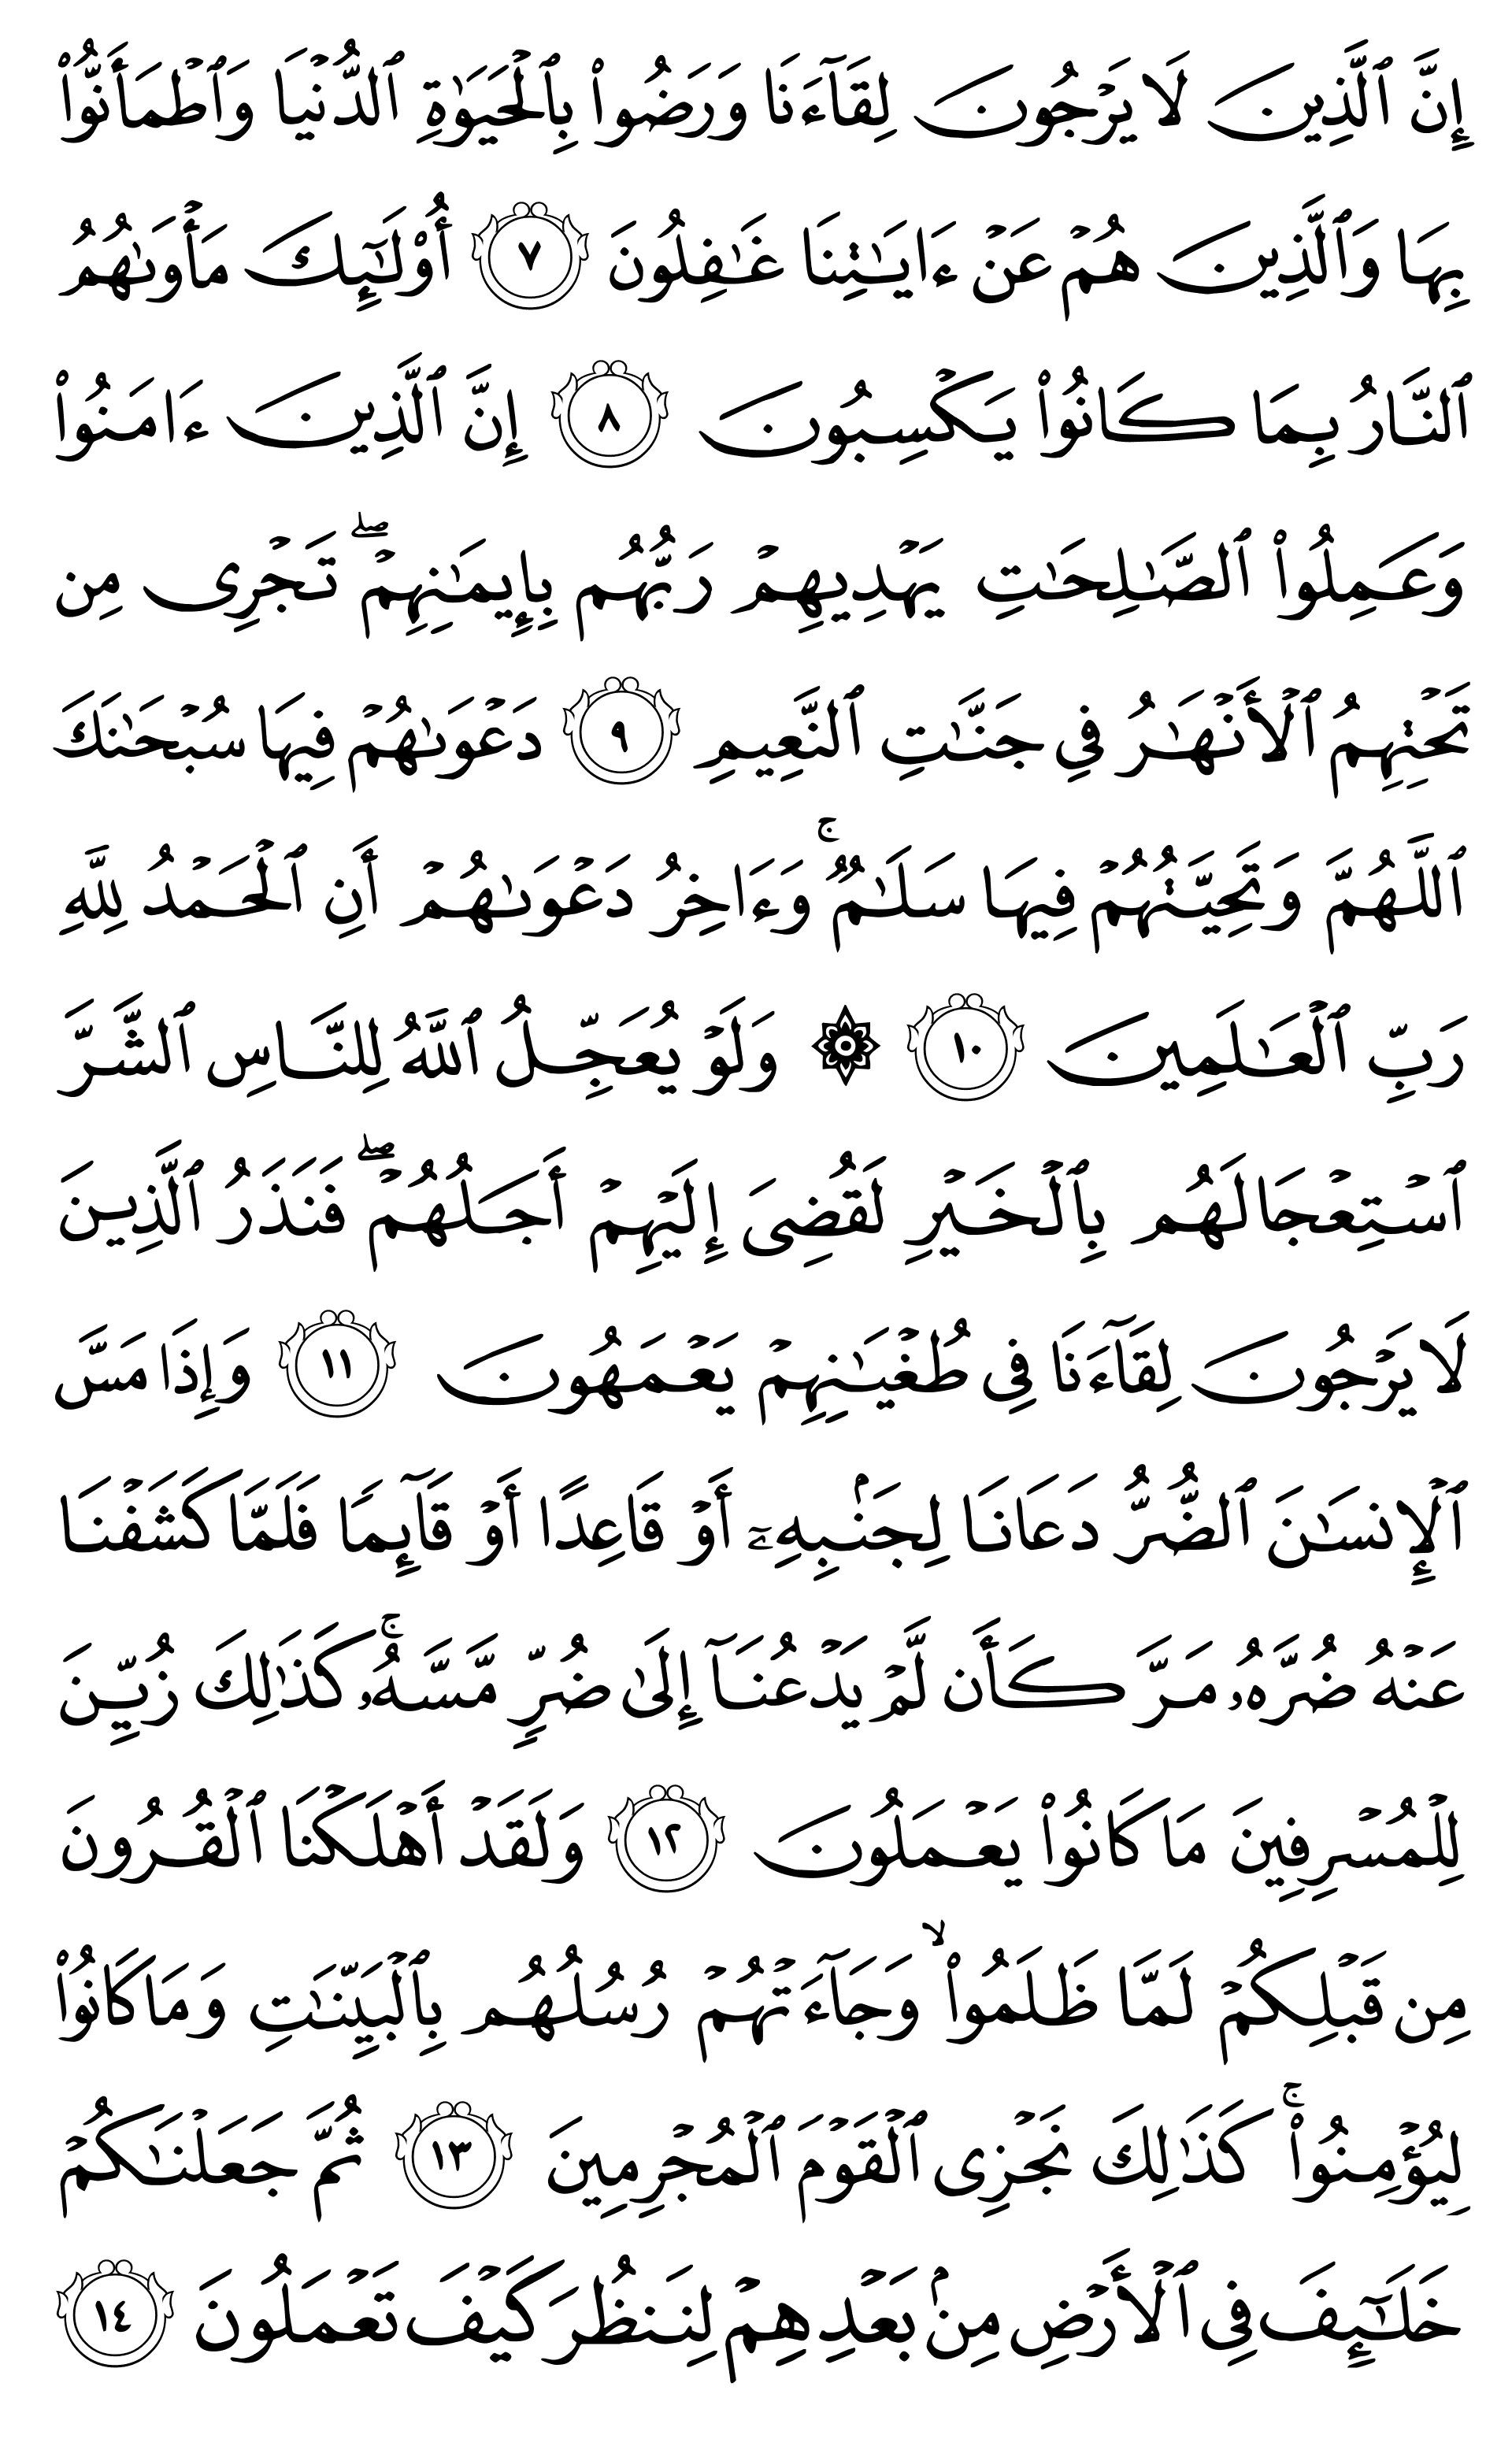 إِنَّ ٱلَّذِينَ لَا يَرۡجُونَ لِقَآءَنَا وَرَضُواْ بِٱلۡحَيَوٰةِ ٱلدُّنۡيَا وَٱطۡمَأَنُّواْ
بِهَا وَٱلَّذِينَ هُمۡ عَنۡ ءَايَٰتِنَا غَٰفِلُونَ ٧ أُوْلَٰٓئِكَ مَأۡوَىٰهُمُ
ٱلنَّارُ بِمَا كَانُواْ يَكۡسِبُونَ ٨ إِنَّ ٱلَّذِينَ ءَامَنُواْ
وَعَمِلُواْ ٱلصَّٰلِحَٰتِ يَهۡدِيهِمۡ رَبُّهُم بِإِيمَٰنِهِمۡۖ تَجۡرِي مِن
تَحۡتِهِمُ ٱلۡأَنۡهَٰرُ فِي جَنَّٰتِ ٱلنَّعِيمِ ٩ دَعۡوَىٰهُمۡ فِيهَا سُبۡحَٰنَكَ
ٱللَّهُمَّ وَتَحِيَّتُهُمۡ فِيهَا سَلَٰمٞۚ وَءَاخِرُ دَعۡوَىٰهُمۡ أَنِ ٱلۡحَمۡدُ لِلَّهِ
رَبِّ ٱلۡعَٰلَمِينَ ١٠ ۞ وَلَوۡ يُعَجِّلُ ٱللَّهُ لِلنَّاسِ ٱلشَّرَّ
ٱسۡتِعۡجَالَهُم بِٱلۡخَيۡرِ لَقُضِيَ إِلَيۡهِمۡ أَجَلُهُمۡۖ فَنَذَرُ ٱلَّذِينَ
لَا يَرۡجُونَ لِقَآءَنَا فِي طُغۡيَٰنِهِمۡ يَعۡمَهُونَ ١١ وَإِذَا مَسَّ
ٱلۡإِنسَٰنَ ٱلضُّرُّ دَعَانَا لِجَنۢبِهِۦٓ أَوۡ قَاعِدًا أَوۡ قَآئِمٗا فَلَمَّا كَشَفۡنَا
عَنۡهُ ضُرَّهُۥ مَرَّ كَأَن لَّمۡ يَدۡعُنَآ إِلَىٰ ضُرّٖ مَّسَّهُۥۚ كَذَٰلِكَ زُيِّنَ
لِلۡمُسۡرِفِينَ مَا كَانُواْ يَعۡمَلُونَ ١٢ وَلَقَدۡ أَهۡلَكۡنَا ٱلۡقُرُونَ
مِن قَبۡلِكُمۡ لَمَّا ظَلَمُواْۙ وَجَآءَتۡهُمۡ رُسُلُهُم بِٱلۡبَيِّنَٰتِ وَمَا كَانُواْ
لِيُؤۡمِنُواْۚ كَذَٰلِكَ نَجۡزِي ٱلۡقَوۡمَ ٱلۡمُجۡرِمِينَ ١٣ ثُمَّ جَعَلۡنَٰكُمۡ
خَلَٰٓئِفَ فِي ٱلۡأَرۡضِ مِنۢ بَعۡدِهِمۡ لِنَنظُرَ كَيۡفَ تَعۡمَلُونَ ١٤